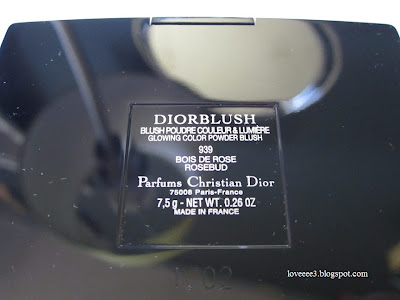 DIORBLUSH
BLUSH POUDRE COULEUR & LUMIÈRE
GLOWING COLOR POWDER BLUSH
939
BOIS DE ROSE
ROSEBUD
Parfums Christian Dior
75008 Paris-France
7,5 g - NET WT. 0.26 OZ
MADE IN FRANCE
loveeee3.blogspot.com